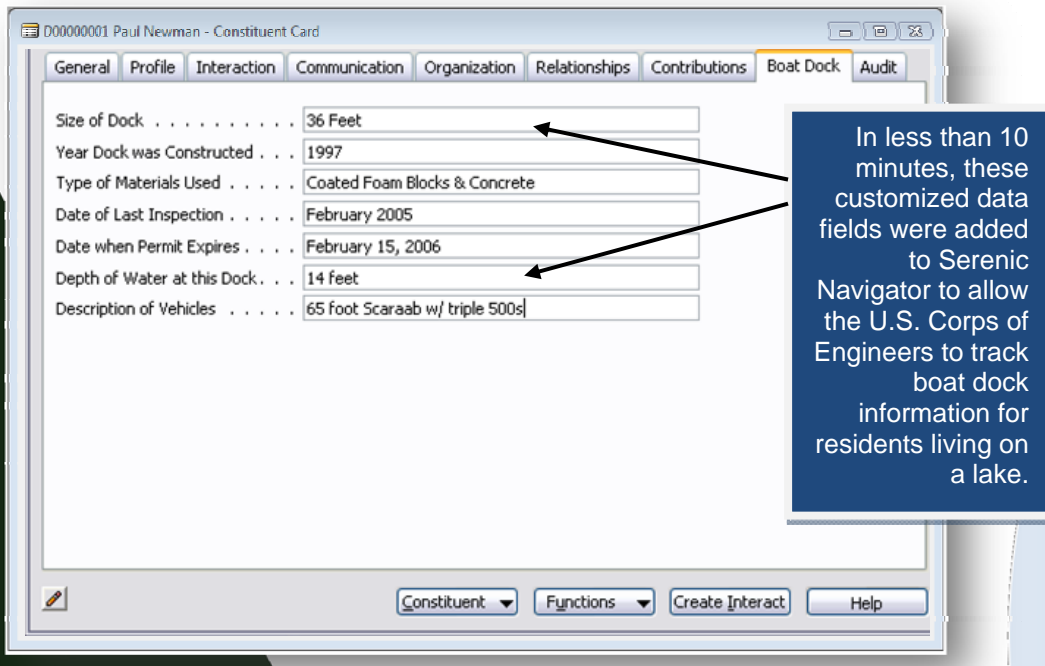 D00000001 Paul Newman - Constituent Card
General Profile Interaction Communication Organization Relationships Contributions Boat Dock Audit
Size of Dock . . . . . . . . . . 36 Feet
Year Dock was Constructed . . . 1997
Type of Materials Used . . . . . Coated Foam Blocks & Concrete
Date of Last Inspection . . . . . February 2005
Date when Permit Expires . . . . February 15, 2006
Depth of Water at this Dock. . . 14 feet
Description of Vehicles . . . . . 65 foot Scaraab w/ triple 500s
In less than 10
minutes, these
customized data
fields were added
to Serenic
Navigator to allow
the U.S. Corps of
Engineers to track
boat dock
information for
residents living on
a lake.
Constituent Functions Create Interact Help